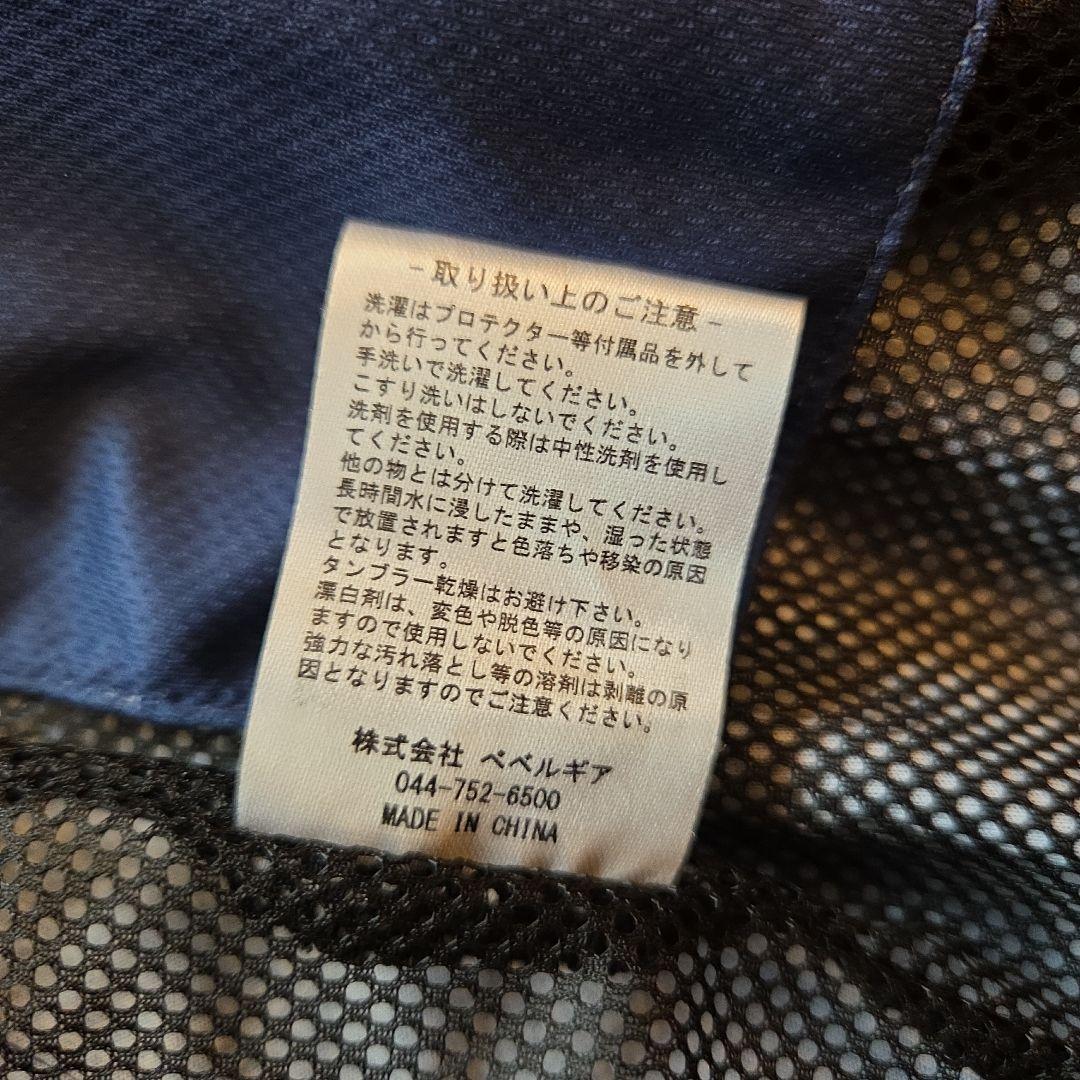 - 取り扱い上のご注意 -
洗濯はプロテクター等付属品を外して
から行ってください。
手洗いで洗濯してください。
こすり洗いはしないでください。
洗剤を使用する際は中性洗剤を使用し
てください。
他の物とは分けて洗濯してください。
長時間水に浸したままや、湿った状態
で放置されますと色落ちや移染の原因
となります。
タンブラー乾燥はお避け下さい。
漂白剤は、変色や脱色等の原因になり
ますので使用しないでください。
強力な汚れ落とし等の溶剤は剥離の原
因となりますのでご注意ください。
株式会社 ベベルギア
044-752-6500
MADE IN CHINA